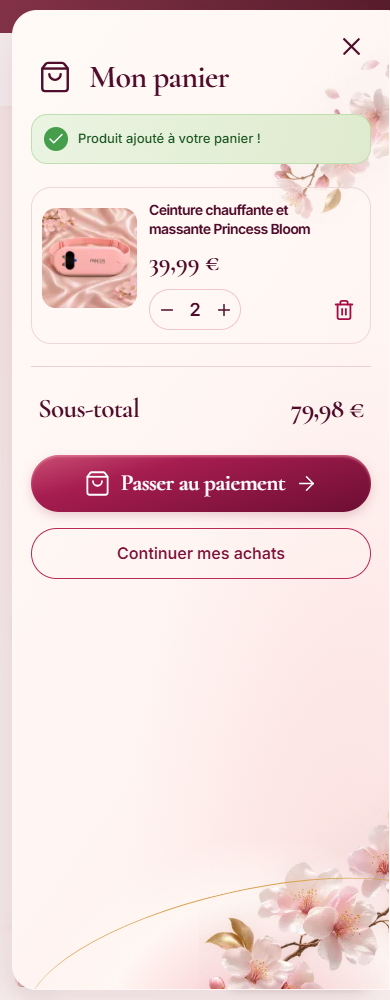 Mon panier
Produit ajouté à votre panier !
Ceinture chauffante et
massante Princess Bloom
39,99 €
2
Sous-total
79,98 €
Passer au paiement
Continuer mes achats